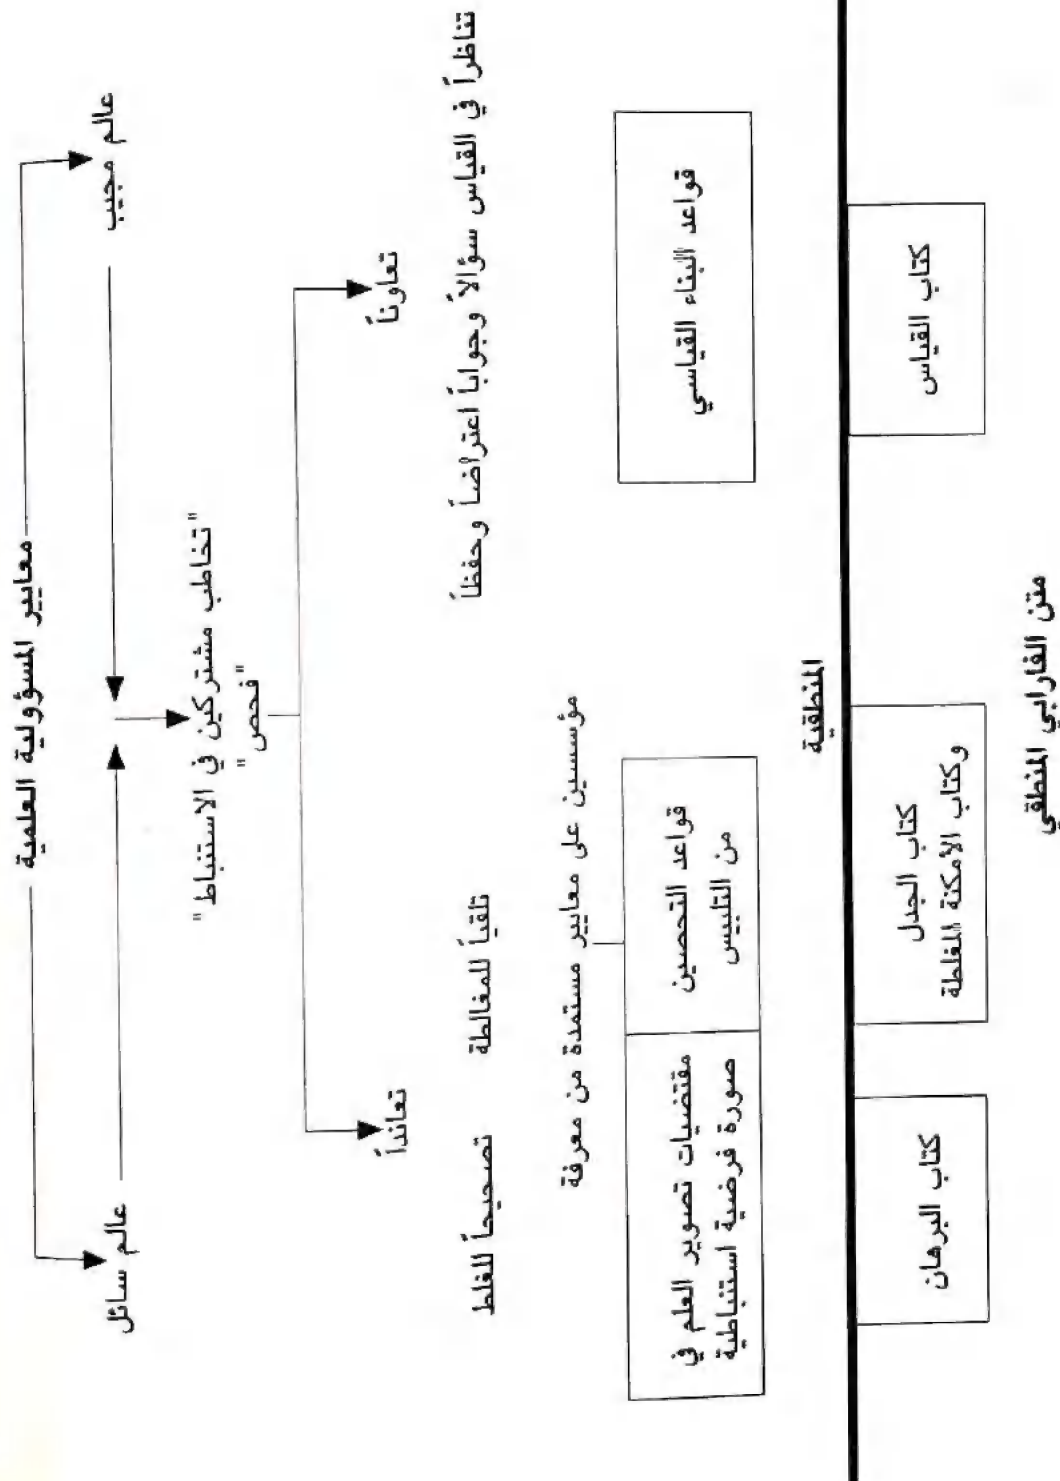 معايير المسؤولية العلمية
عالم مجيب
عالم سائل
"تخاطب مشتركين في الاستنباط"
"فحص"
تعاوناً
تعانداً
تناظراً في القياس سؤالاً وجواباً اعتراضاً وحفظاً
تلقياً للمغالطة
تصحيحاً للغلط
مؤسسين على معايير مستمدة من معرفة
قواعد البناء القياسي
قواعد التحصين
من التلبيس
مقتضيات تصوير العلم في
صورة فرضية استنباطية
المنطقية
كتاب القياس
كتاب الجدل
وكتاب الأمكنة المغلطة
كتاب البرهان
متن الفارابي المنطقي